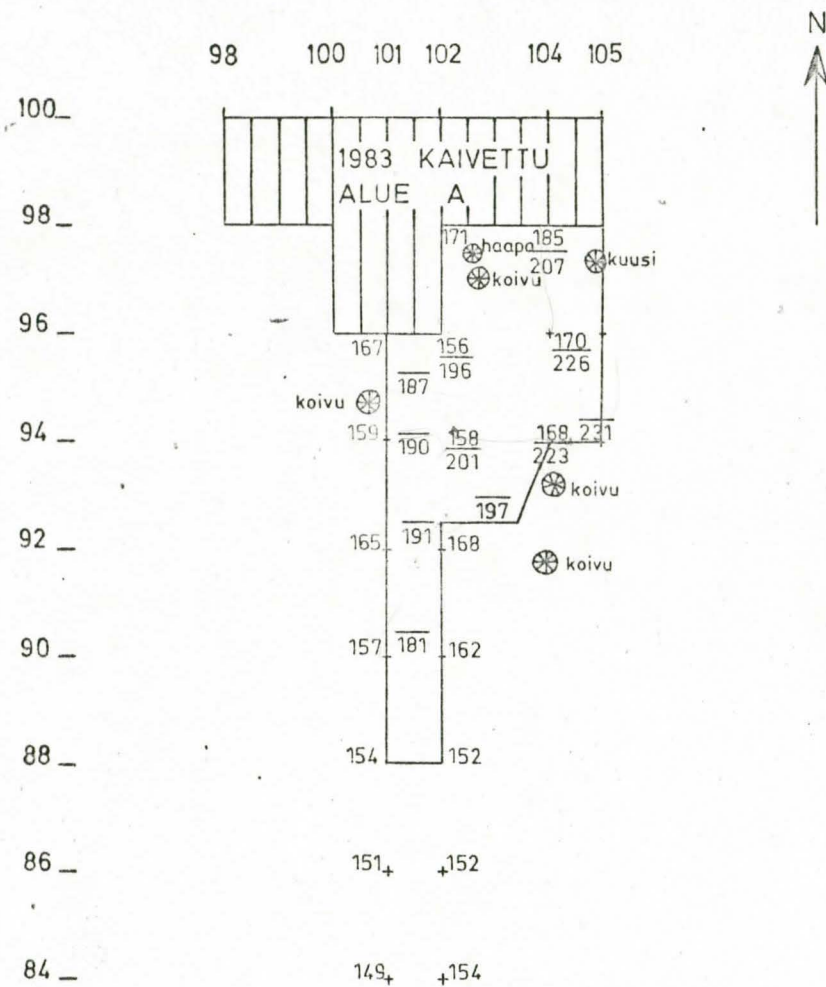 N
98 100 101 102 104 105
100
1983 KAIVETTU
ALUE A
98
171 haapa 185 kuusi
207
koivu
96
167 156 170
196 226
187
koivu
94
159 190 158 168 231
201 223
koivu
197
191
92
165 168
koivu
181
90
157 162
88
154 152
86
151 152
84
149 154